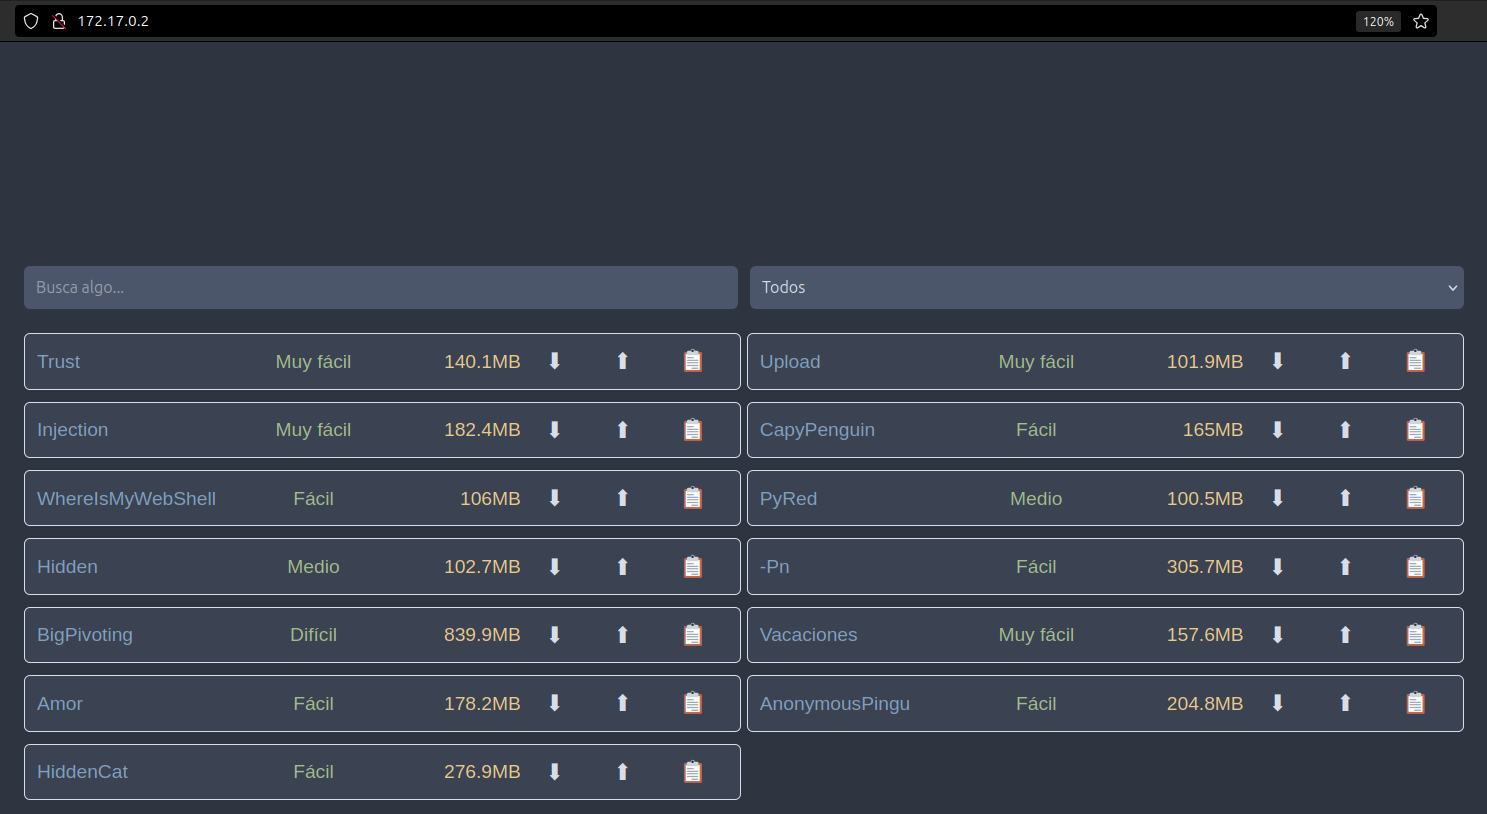 172.17.0.2 120%
Busca algo... Todos
Trust Muy fácil 140.1MB Upload Muy fácil 101.9MB
Injection Muy fácil 182.4MB CapyPenguin Fácil 165MB
WhereIsMyWebShell Fácil 106MB PyRed Medio 100.5MB
Hidden Medio 102.7MB -Pn Fácil 305.7MB
BigPivoting Difícil 839.9MB Vacaciones Muy fácil 157.6MB
Amor Fácil 178.2MB AnonymousPingu Fácil 204.8MB
HiddenCat Fácil 276.9MB